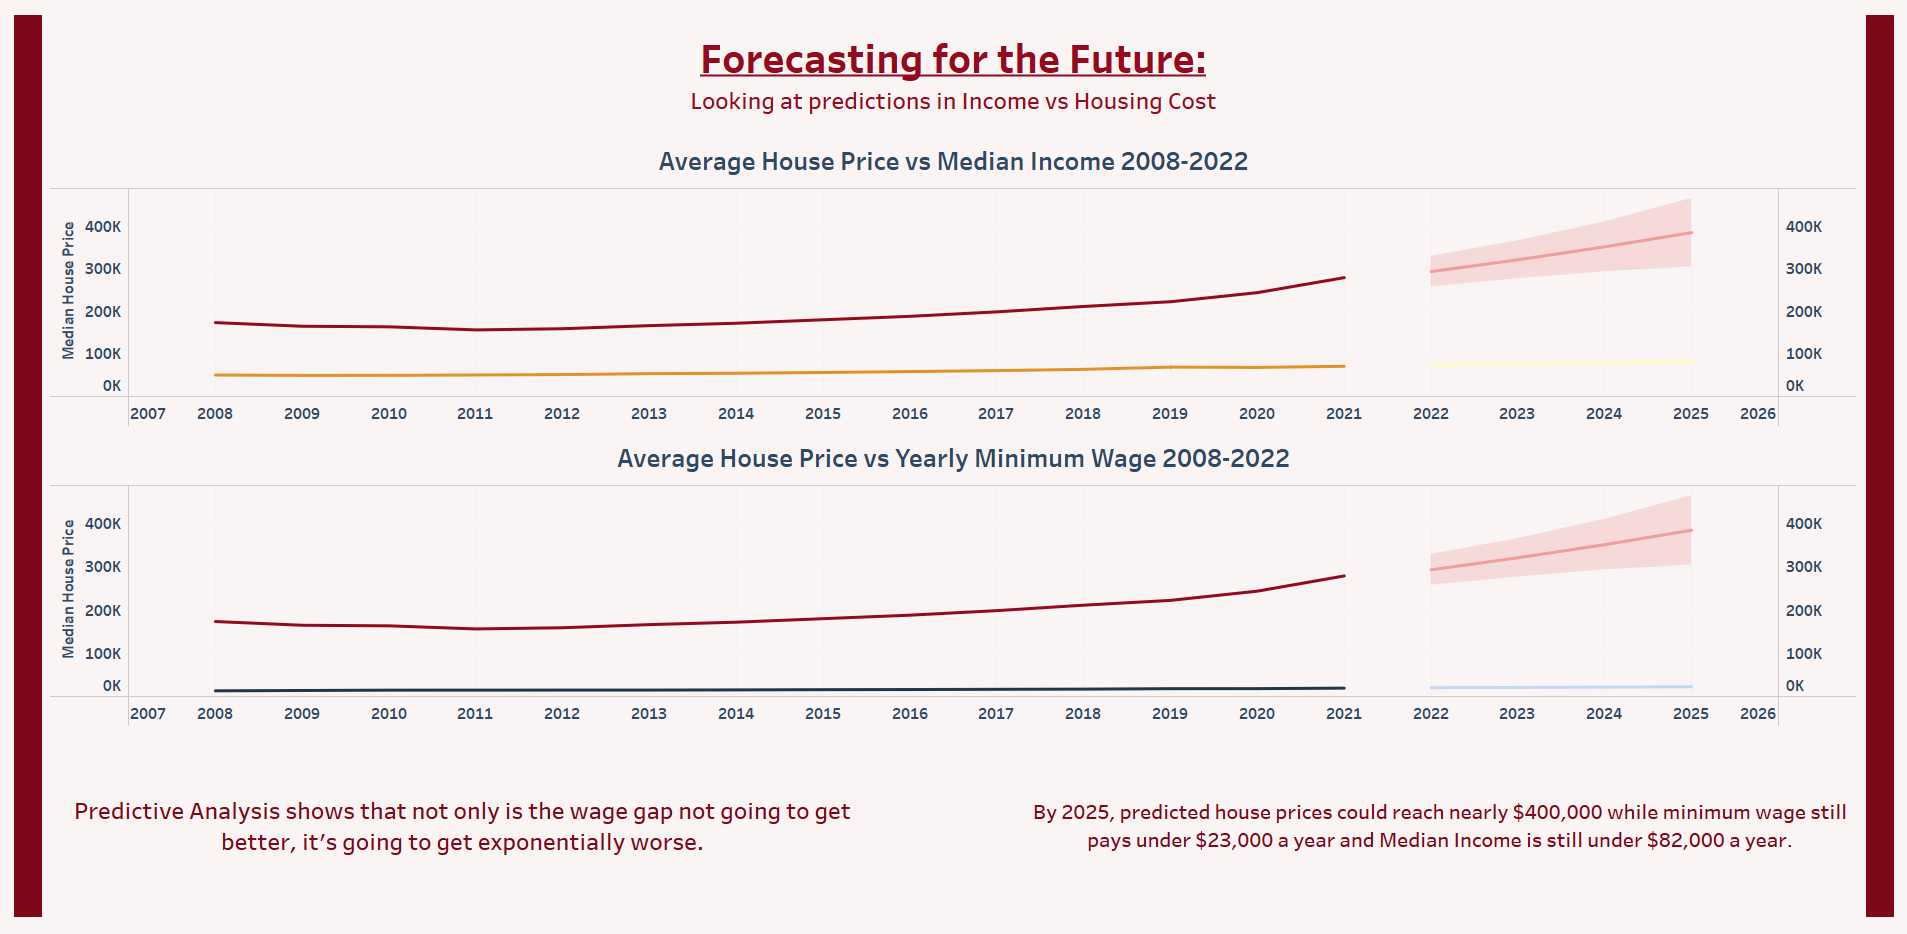 Forecasting for the Future:
Looking at predictions in Income vs Housing Cost
Average House Price vs Median Income 2008-2022
Median House Price
400K
300K
200K
100K
0K
400K
300K
200K
100K
0K
2007 2008 2009 2010 2011 2012 2013 2014 2015 2016 2017 2018 2019 2020 2021 2022 2023 2024 2025 2026
Average House Price vs Yearly Minimum Wage 2008-2022
Median House Price
400K
300K
200K
100K
0K
400K
300K
200K
100K
0K
2007 2008 2009 2010 2011 2012 2013 2014 2015 2016 2017 2018 2019 2020 2021 2022 2023 2024 2025 2026
Predictive Analysis shows that not only is the wage gap not going to get
better, it's going to get exponentially worse.
By 2025, predicted house prices could reach nearly $400,000 while minimum wage still
pays under $23,000 a year and Median Income is still under $82,000 a year.